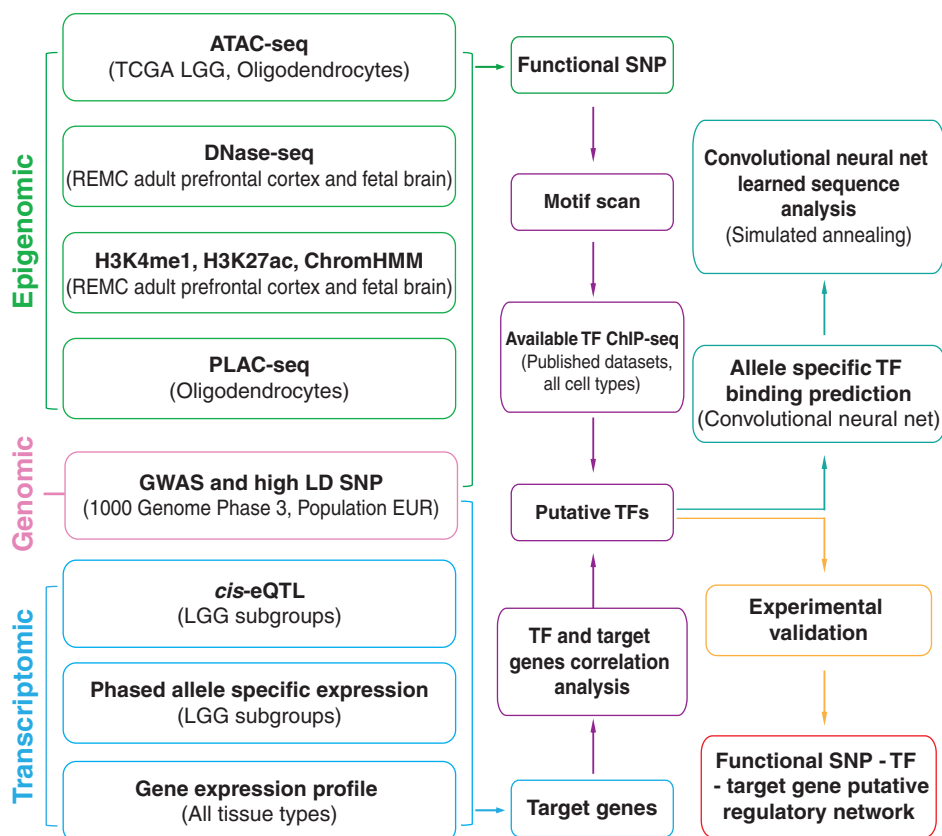 Epigenomic
ATAC-seq
(TCGA LGG, Oligodendrocytes)
DNase-seq
(REMC adult prefrontal cortex and fetal brain)
H3K4me1, H3K27ac, ChromHMM
(REMC adult prefrontal cortex and fetal brain)
PLAC-seq
(Oligodendrocytes)
Genomic
GWAS and high LD SNP
(1000 Genome Phase 3, Population EUR)
Transcriptomic
cis-eQTL
(LGG subgroups)
Phased allele specific expression
(LGG subgroups)
Gene expression profile
(All tissue types)
Functional SNP
Motif scan
Available TF ChIP-seq
(Published datasets,
all cell types)
Putative TFs
TF and target
genes correlation
analysis
Target genes
Convolutional neural net
learned sequence
analysis
(Simulated annealing)
Allele specific TF
binding prediction
(Convolutional neural net)
Experimental
validation
Functional SNP - TF
- target gene putative
regulatory network